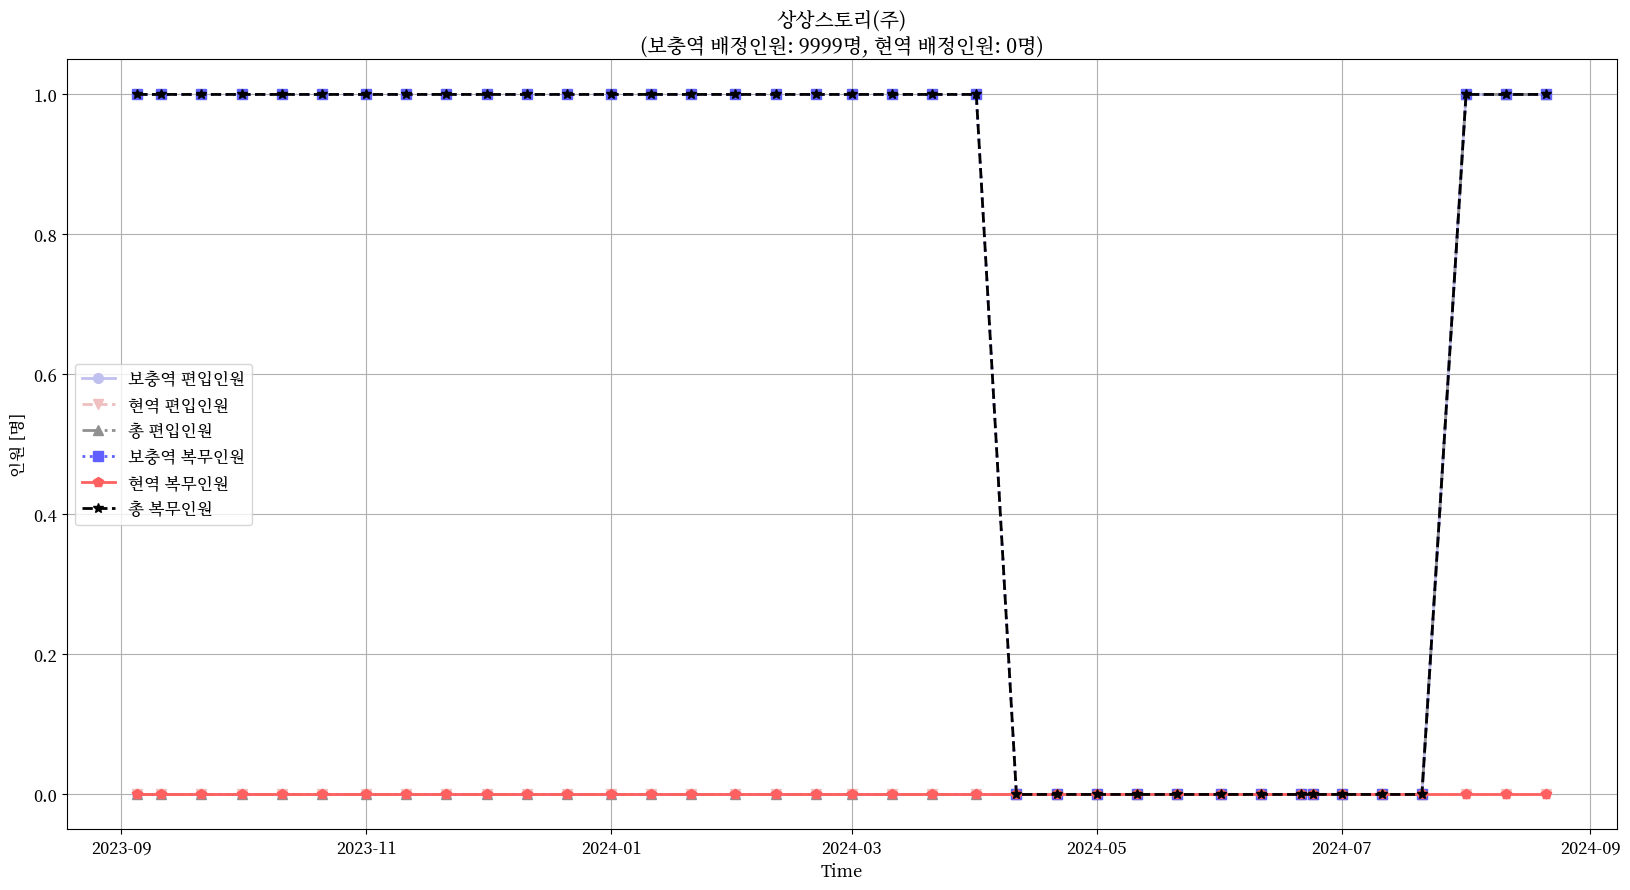 상상스토리(주)
(보충역 배정인원: 9999명, 현역 배정인원: 0명)
인원 [명]
1.0
0.8
0.6
0.4
0.2
0.0
보충역 편입인원
현역 편입인원
총 편입인원
보충역 복무인원
현역 복무인원
총 복무인원
2023-09 2023-11 2024-01 2024-03 2024-05 2024-07 2024-09
Time